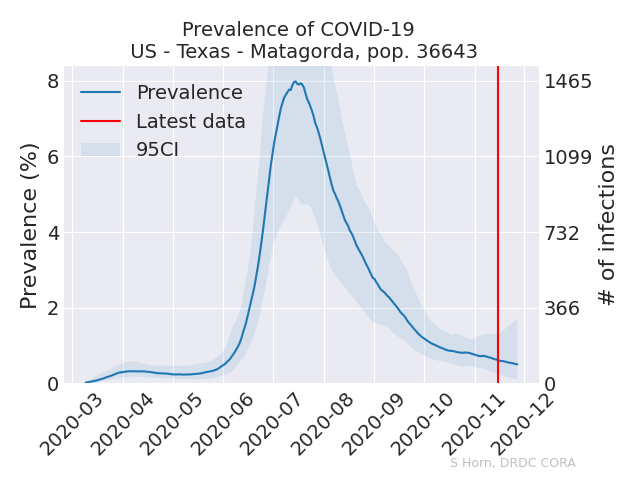 Prevalence of COVID-19
US - Texas - Matagorda, pop. 36643
Prevalence
Latest data
95CI
Prevalence (%)
8
6
4
2
0
1465
1099
732
366
0
# of infections
2020-03
2020-04
2020-05
2020-06
2020-07
2020-08
2020-09
2020-10
2020-11
2020-12
S Horn, DRDC CORA